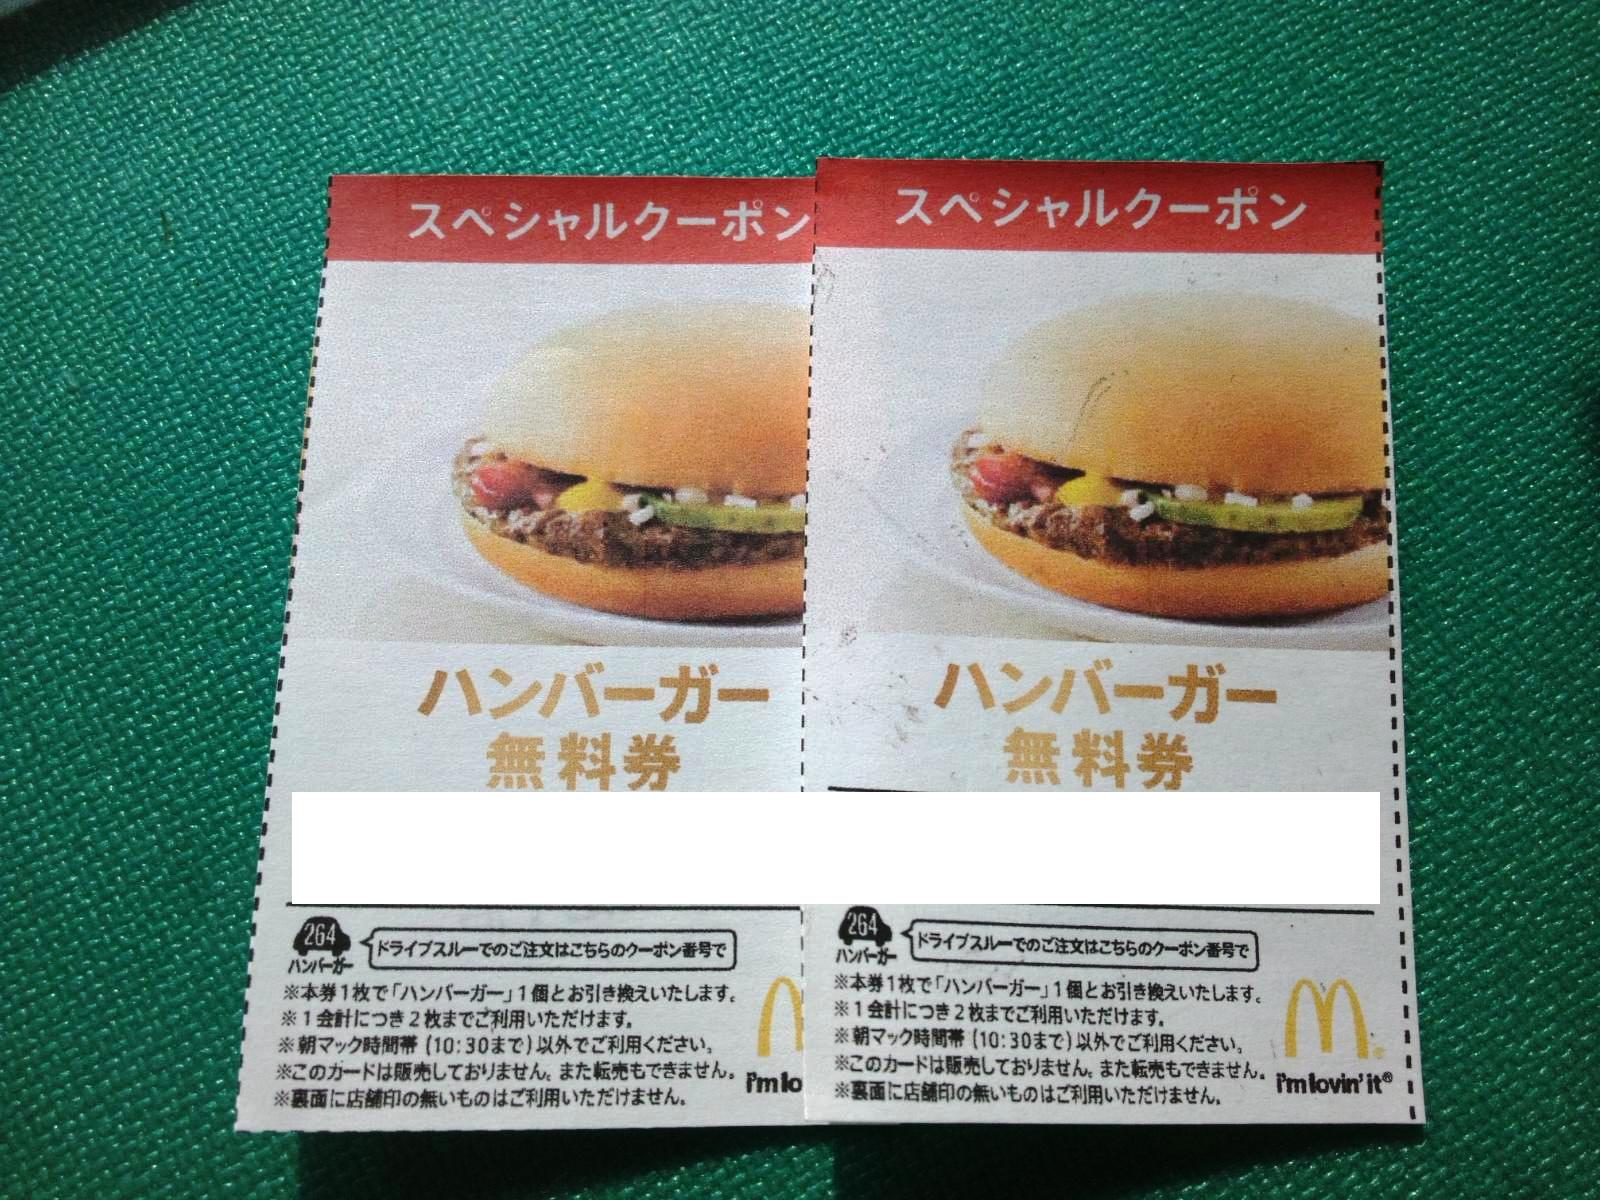 スペシャルクーポン
ハンバーガー
無料券
264
ハンバーガー
ドライブスルーでのご注文はこちらのクーポン番号で
※本券1枚で「ハンバーガー」1個とお引き換えいたします。
※1会計につき2枚までご利用いただけます。
※朝マック時間帯(10:30まで)以外でご利用ください。
※このカードは販売しておりません。また転売もできません。
※裏面に店舗印の無いものはご利用いただけません。
i'm lo
スペシャルクーポン
ハンバーガー
無料券
264
ハンバーガー
ドライブスルーでのご注文はこちらのクーポン番号で
※本券1枚で「ハンバーガー」1個とお引き換えいたします。
※1会計につき2枚までご利用いただけます。
※朝マック時間帯(10:30まで)以外でご利用ください。
※このカードは販売しておりません。また転売もできません。
※裏面に店舗印の無いものはご利用いただけません。
i'm lovin' it®